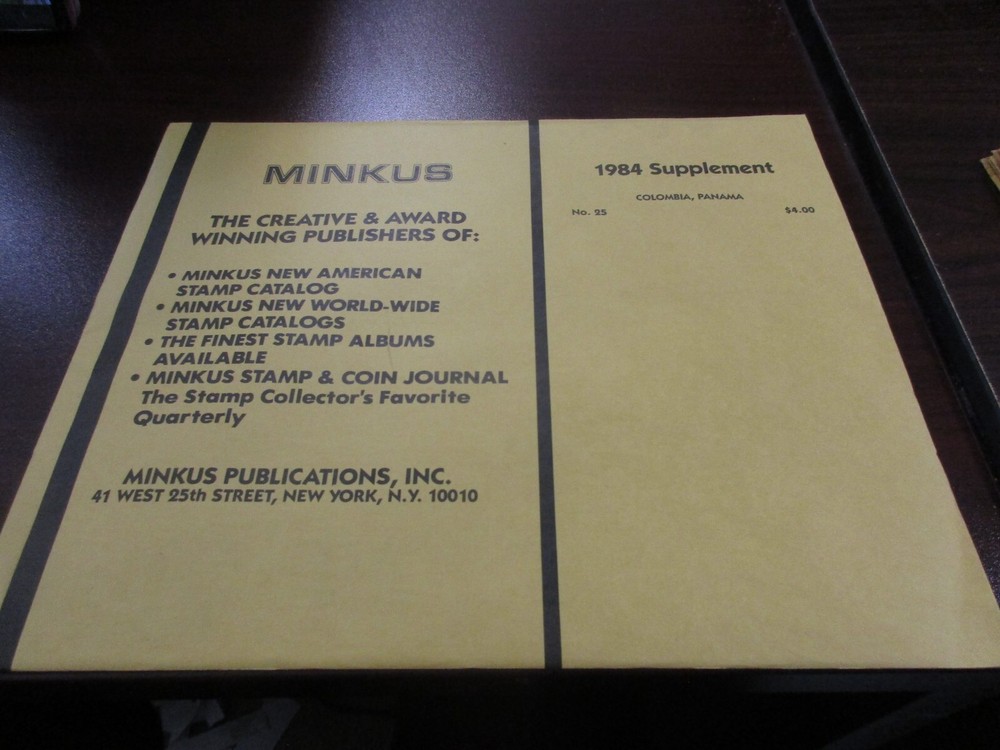 MINKUS
THE CREATIVE & AWARD
WINNING PUBLISHERS OF:
• MINKUS NEW AMERICAN
STAMP CATALOG
• MINKUS NEW WORLD-WIDE
STAMP CATALOGS
• THE FINEST STAMP ALBUMS
AVAILABLE
• MINKUS STAMP & COIN JOURNAL
The Stamp Collector's Favorite
Quarterly
MINKUS PUBLICATIONS, INC.
41 WEST 25th STREET, NEW YORK, N.Y. 10010
1984 Supplement
COLOMBIA, PANAMA
No. 25 $4.00